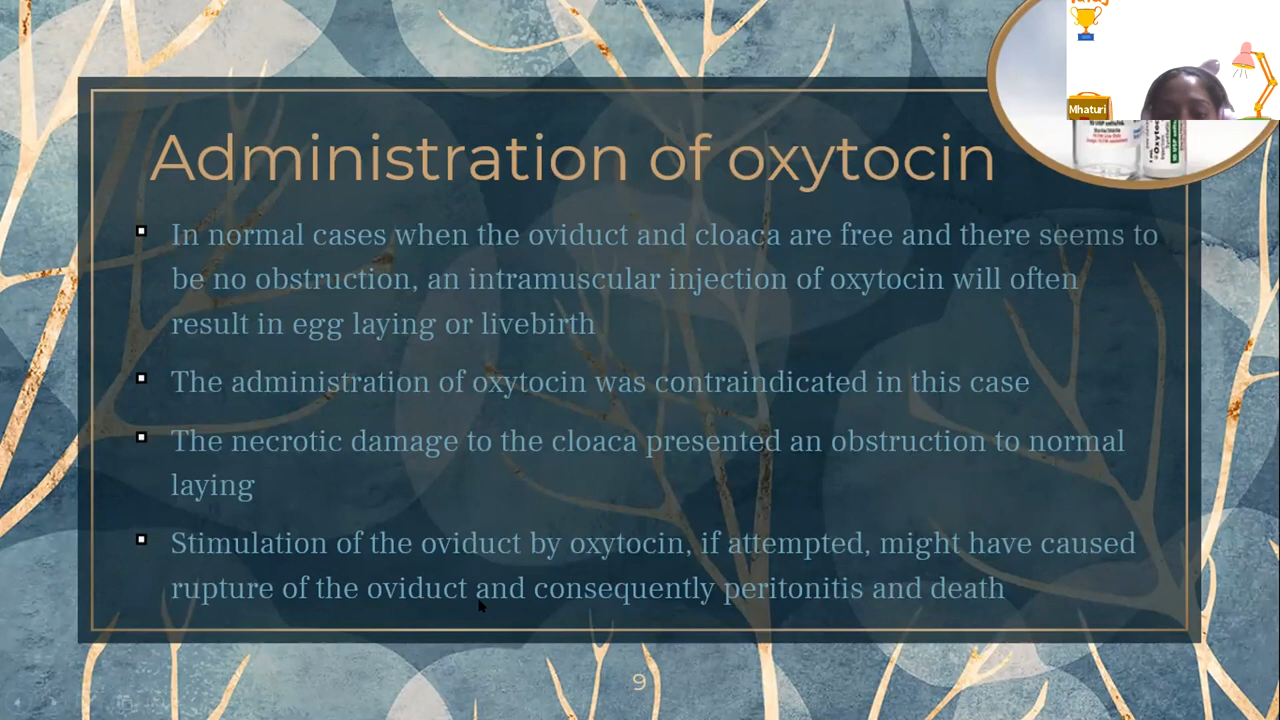 Mhaturi
Administration of oxytocin
In normal cases when the oviduct and cloaca are free and there seems to
be no obstruction, an intramuscular injection of oxytocin will often
result in egg laying or livebirth
The administration of oxytocin was contraindicated in this case
The necrotic damage to the cloaca presented an obstruction to normal
laying
Stimulation of the oviduct by oxytocin, if attempted, might have caused
rupture of the oviduct and consequently peritonitis and death
9